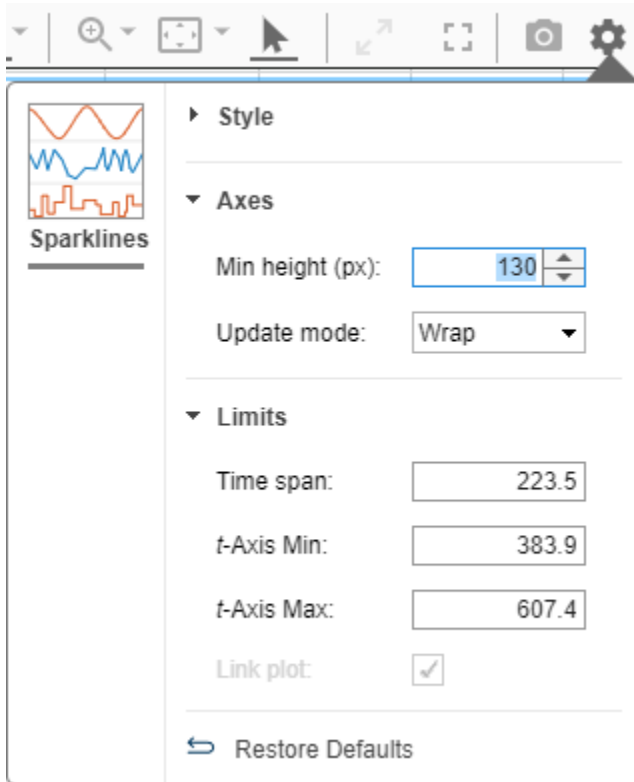 Style
Axes
Sparklines
Min height (px): 130
Update mode: Wrap
Limits
Time span: 223.5
t-Axis Min: 383.9
t-Axis Max: 607.4
Link plot:
Restore Defaults